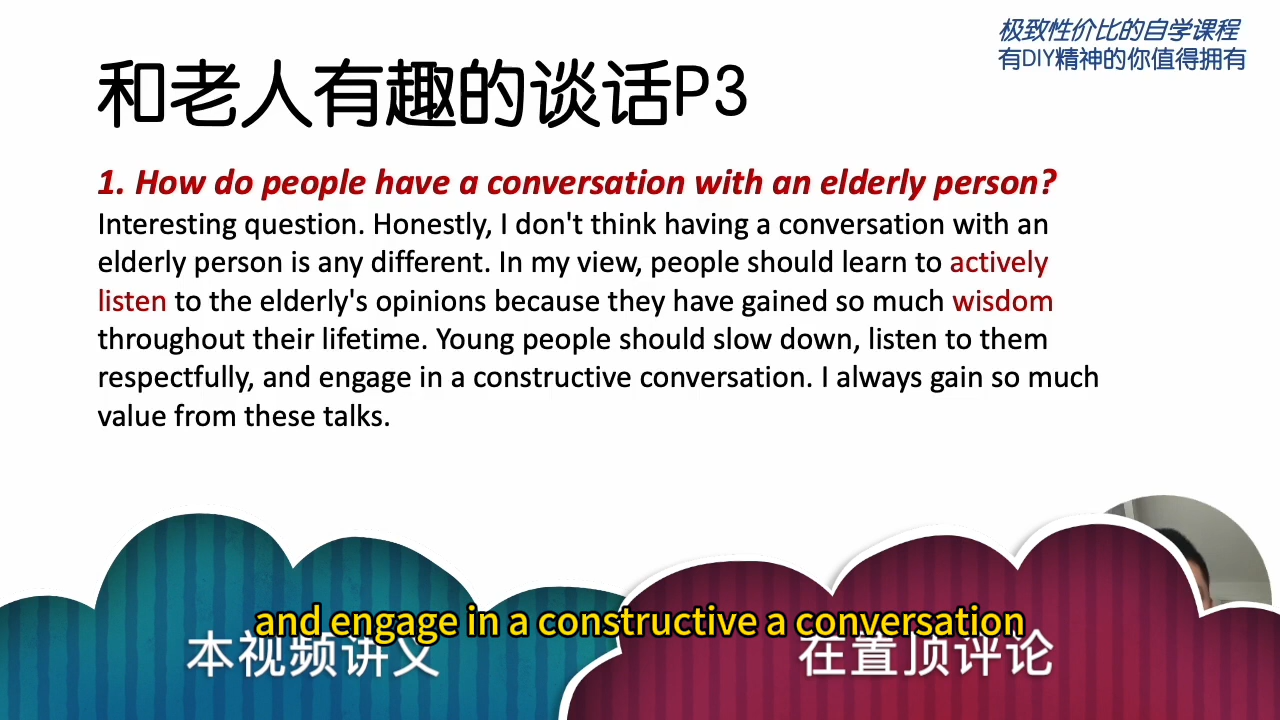 极致性价比的自学课程
有DIY精神的你值得拥有
和老人有趣的谈话P3
1. How do people have a conversation with an elderly person?
Interesting question. Honestly, I don't think having a conversation with an
elderly person is any different. In my view, people should learn to actively
listen to the elderly's opinions because they have gained so much wisdom
throughout their lifetime. Young people should slow down, listen to them
respectfully, and engage in a constructive conversation. I always gain so much
value from these talks.
and engage in a constructive a conversation
本视频讲义
在置顶评论